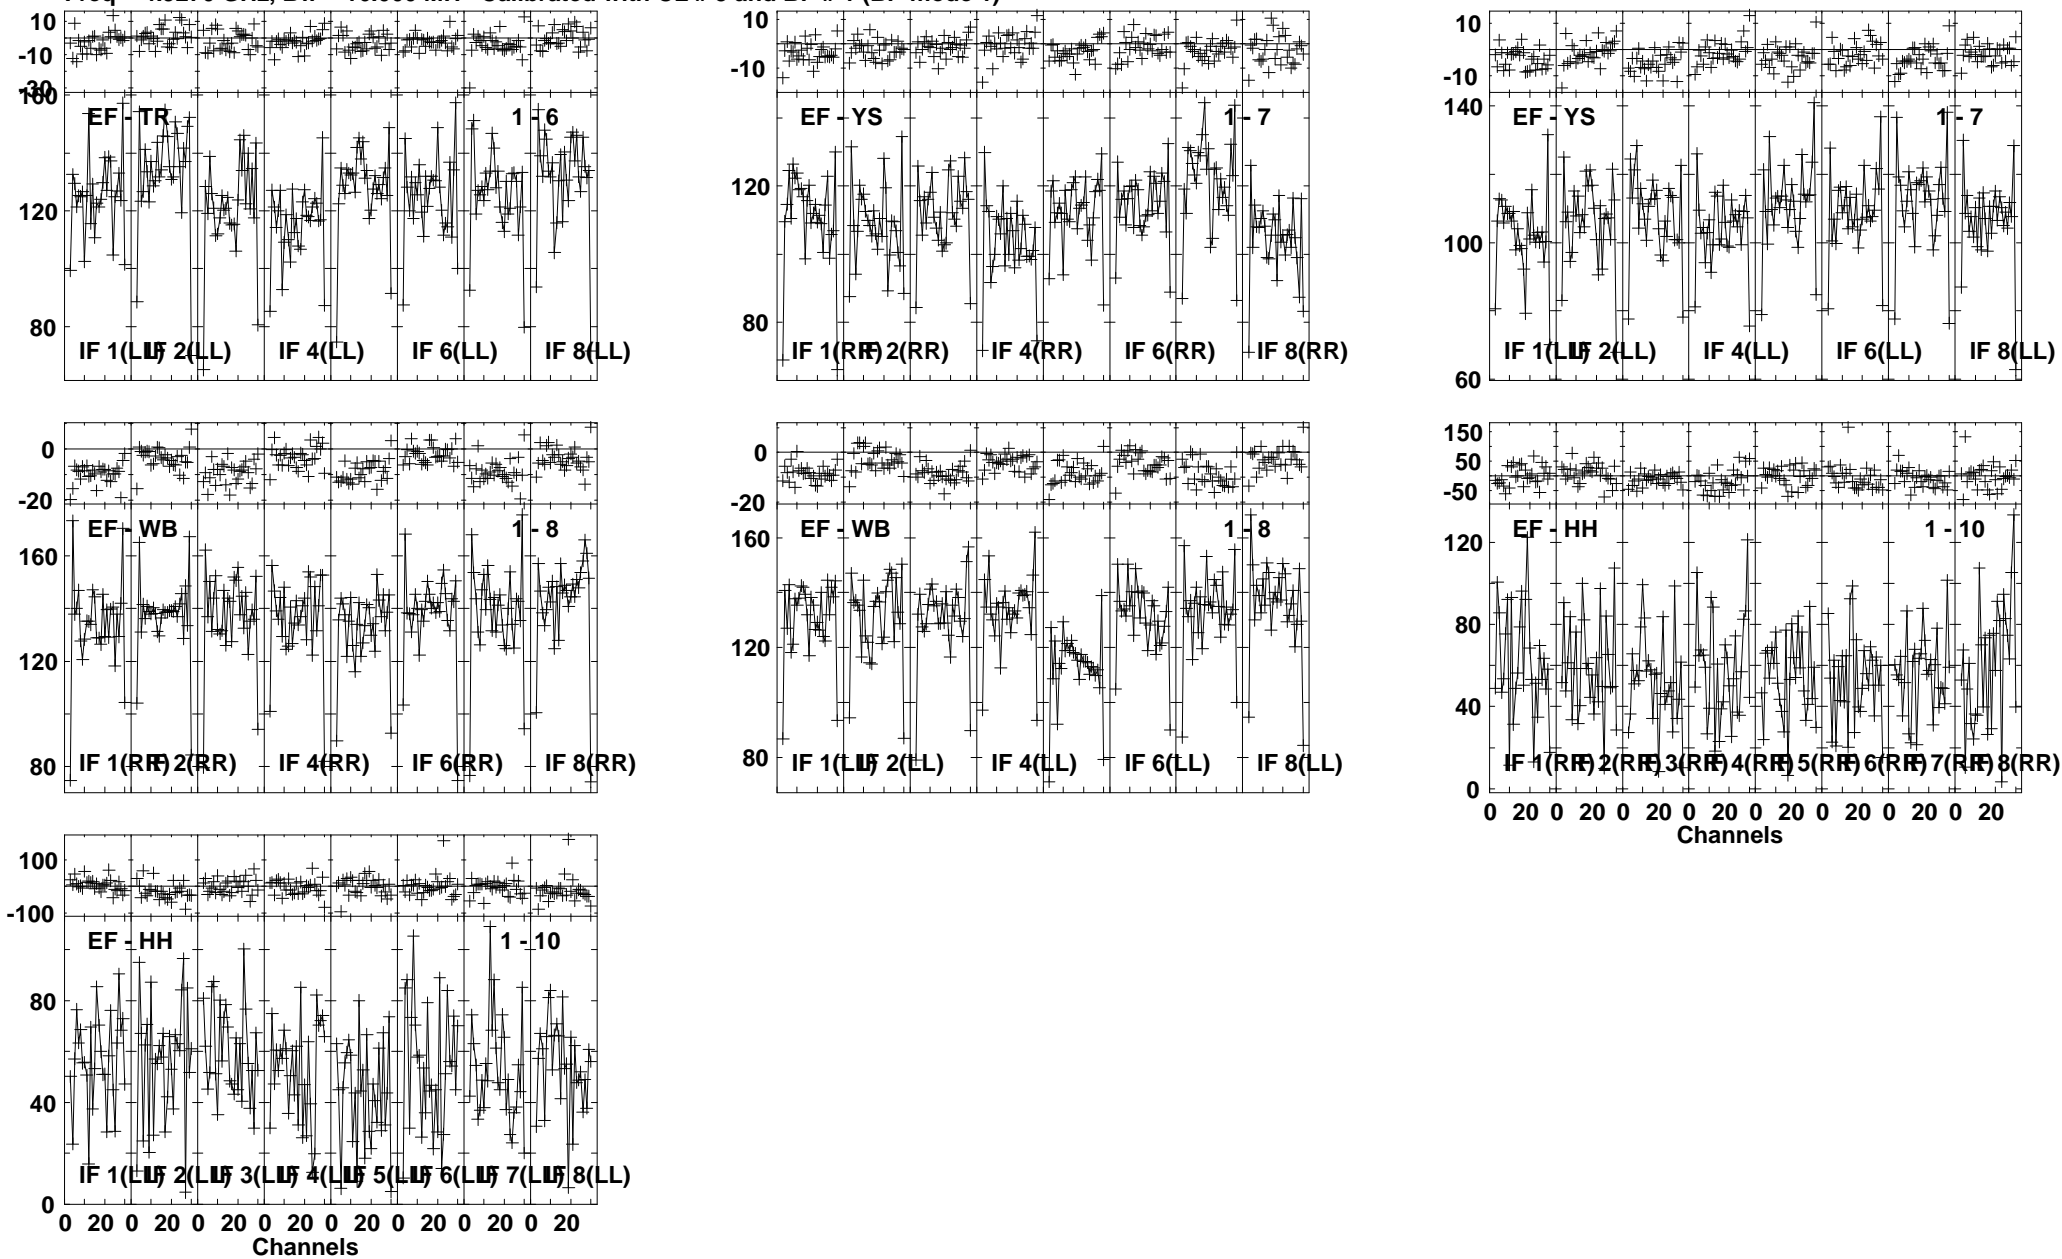 10
0
-10
-30
160
120
80
EF - TR
1 - 6
IF 1(LL)
IF 2(LL)
IF 4(LL)
IF 6(LL)
IF 8(LL)
10
-10
120
80
EF - YS
1 - 7
IF 1(RR)
IF 2(RR)
IF 4(RR)
IF 6(RR)
IF 8(RR)
10
-10
140
100
60
EF - YS
1 - 7
IF 1(LL)
IF 2(LL)
IF 4(LL)
IF 6(LL)
IF 8(LL)
0
-20
160
120
80
EF - WB
1 - 8
IF 1(RR)
IF 2(RR)
IF 4(RR)
IF 6(RR)
IF 8(RR)
0
-20
160
120
80
EF - WB
1 - 8
IF 1(LL)
IF 2(LL)
IF 4(LL)
IF 6(LL)
IF 8(LL)
150
50
-50
120
80
40
0
EF - HH
1 - 10
IF 1(RR)
IF 2(RR)
IF 3(RR)
IF 4(RR)
IF 5(RR)
IF 6(RR)
IF 7(RR)
IF 8(RR)
0 20 0 20 0 20 0 20 0 20 0 20 0 20 0 20
Channels
100
-100
80
40
0
EF - HH
1 - 10
IF 1(LL)
IF 2(LL)
IF 3(LL)
IF 4(LL)
IF 5(LL)
IF 6(LL)
IF 7(LL)
IF 8(LL)
0 20 0 20 0 20 0 20 0 20 0 20 0 20 0 20
Channels